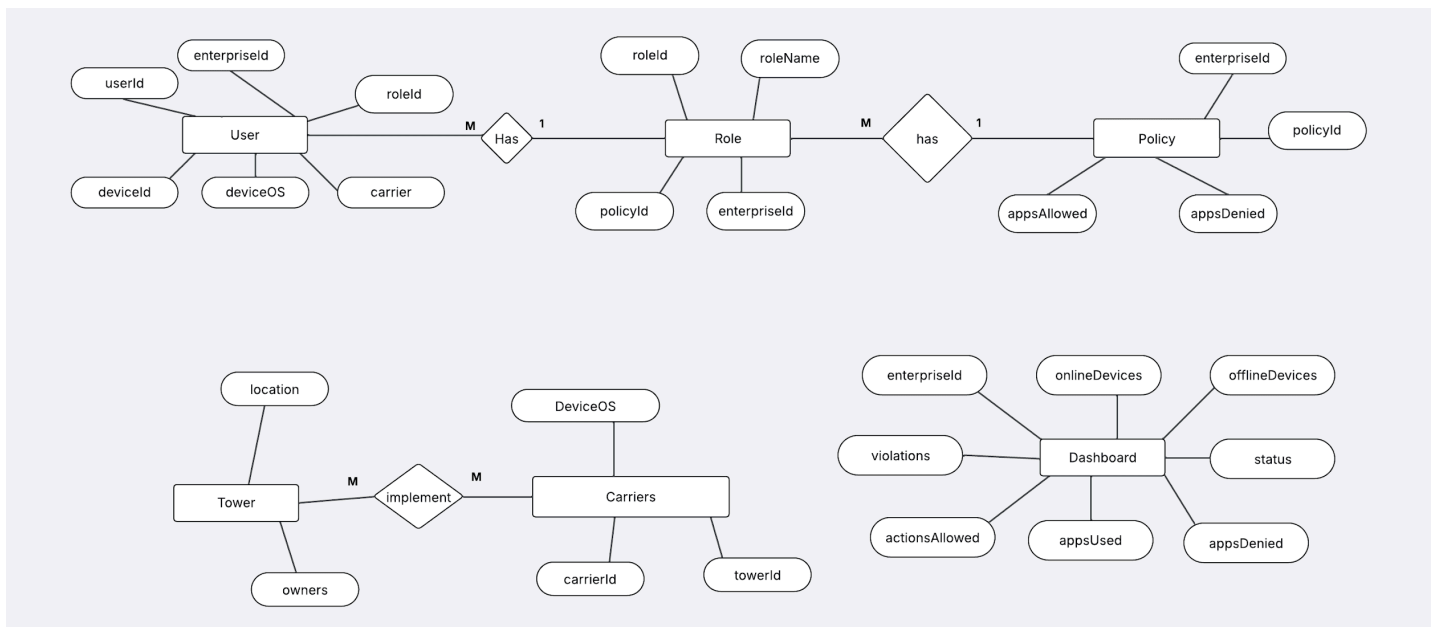 enterpriseId
userId
roleId
User
deviceId
deviceOS
carrier
M
Has
1
roleId
roleName
Role
policyId
enterpriseId
M
has
1
enterpriseId
policyId
Policy
appsAllowed
appsDenied
location
Tower
owners
M
implement
M
DeviceOS
Carriers
carrierId
towerId
enterpriseId
onlineDevices
offlineDevices
violations
Dashboard
status
actionsAllowed
appsUsed
appsDenied